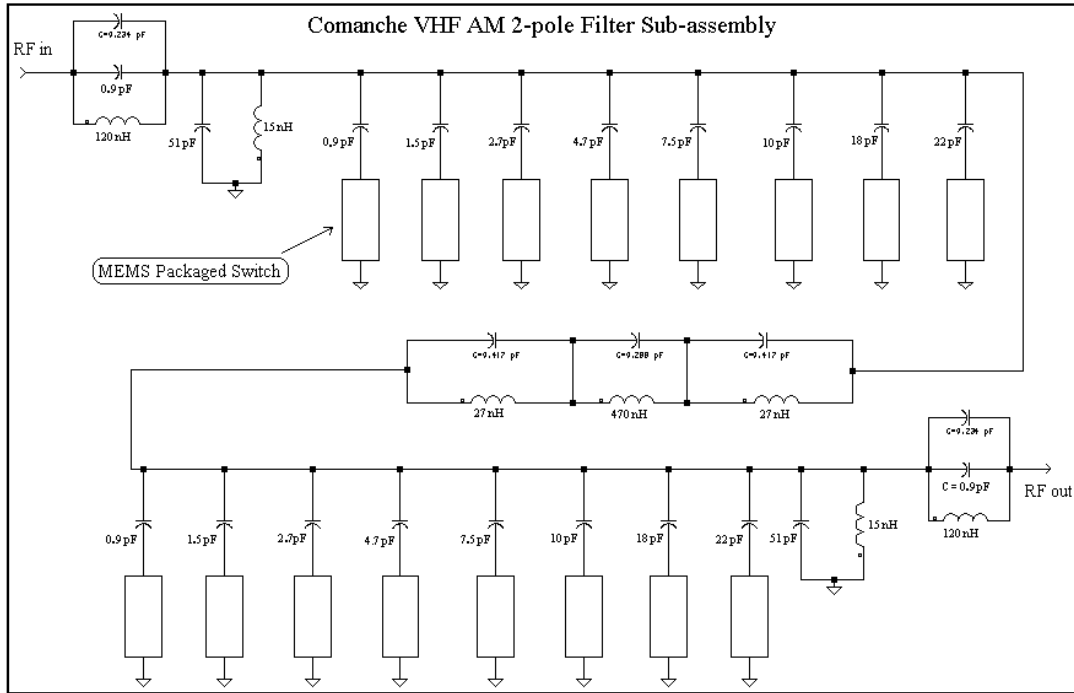 Comanche VHF AM 2-pole Filter Sub-assembly
C=0.234 pF
RF in
0.9pF
120nH
51pF
15nH
0.9pF
1.5pF
2.7pF
4.7pF
7.5pF
10pF
18pF
22pF
MEMS Packaged Switch
C=0.417 pF
C=0.288 pF
C=0.417 pF
27nH
470nH
27nH
C=0.234 pF
C = 0.9pF
RF out
120nH
0.9pF
1.5pF
2.7pF
4.7pF
7.5pF
10pF
18pF
22pF
51pF
15nH